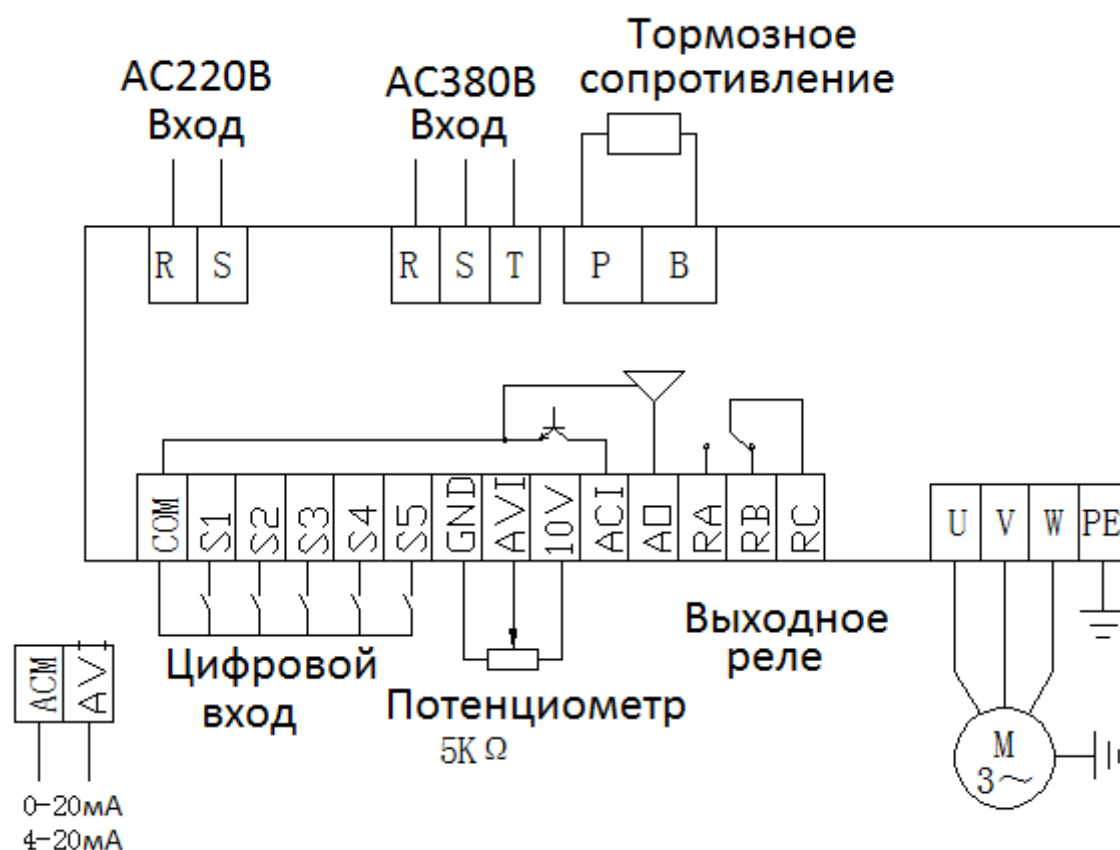 Тормозное
сопротивление
АС220В
Вход
АС380В
Вход
R S
R S T
P B
COM S1 S2 S3 S4 S5 GND AVI 10V ACI AO RA RB RC
U V W PE
Выходное
реле
Цифровой
вход
Потенциометр
5K Ω
ACM AV
0-20мА
4-20мА
M
3~